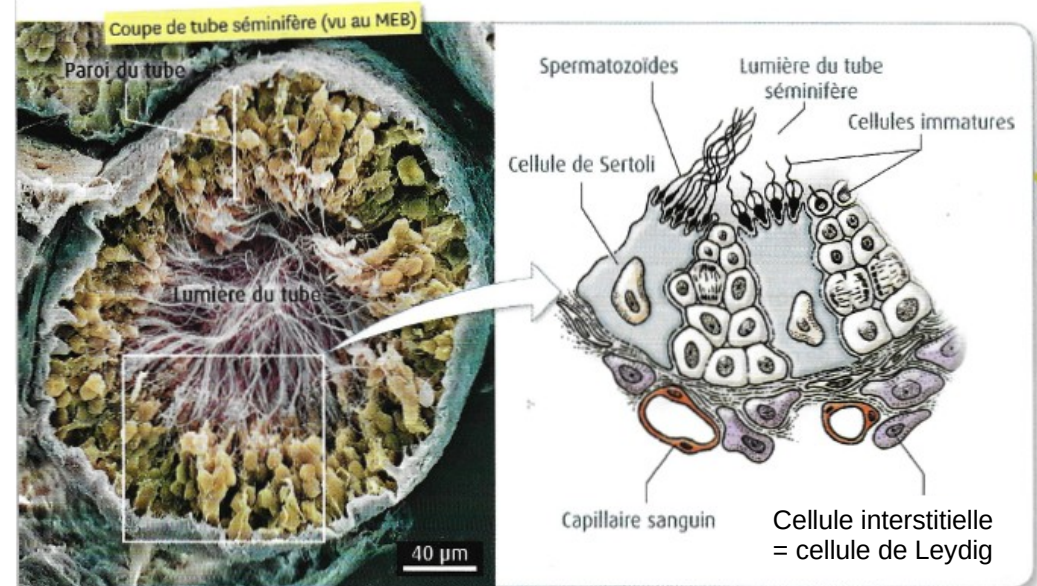 Coupe de tube séminifère (vu au MEB)
Paroi du tube
Lumière du tube
40 µm
Spermatozoïdes
Lumière du tube
séminifère
Cellules immatures
Cellule de Sertoli
Capillaire sanguin
Cellule interstitielle
= cellule de Leydig